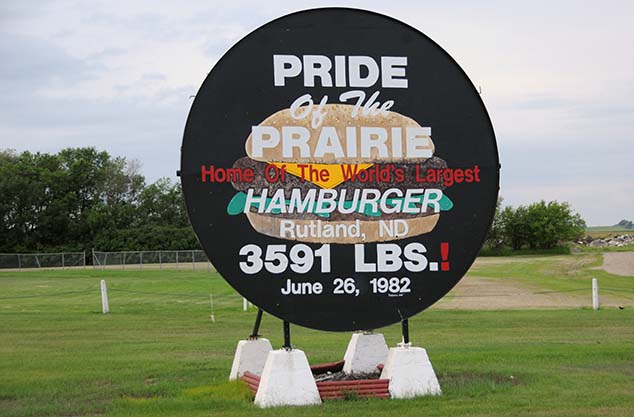 PRIDE
Of The
PRAIRIE
Home Of The World's Largest
HAMBURGER
Rutland, ND
3591 LBS.!
June 26, 1982